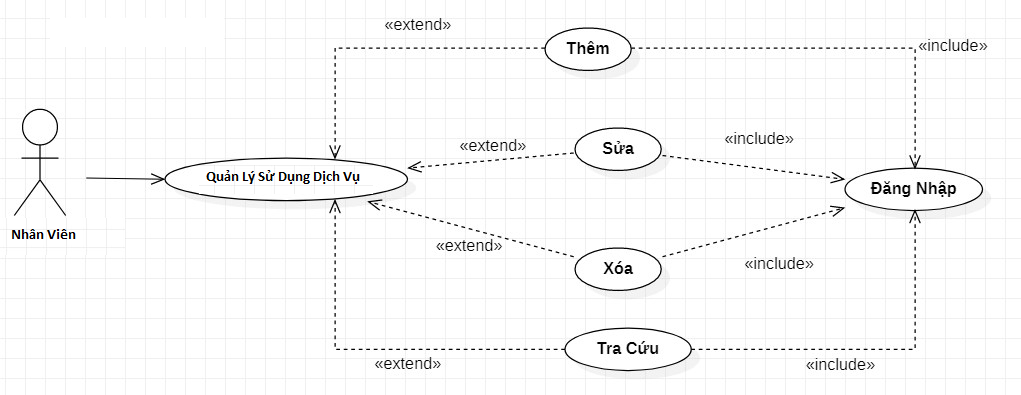 «extend»
Thêm
«include»
«extend»
Sửa
«include»
Quản Lý Sử Dụng Dịch Vụ
Đăng Nhập
Nhân Viên
«extend»
Xóa
«include»
Tra Cứu
«extend»
«include»